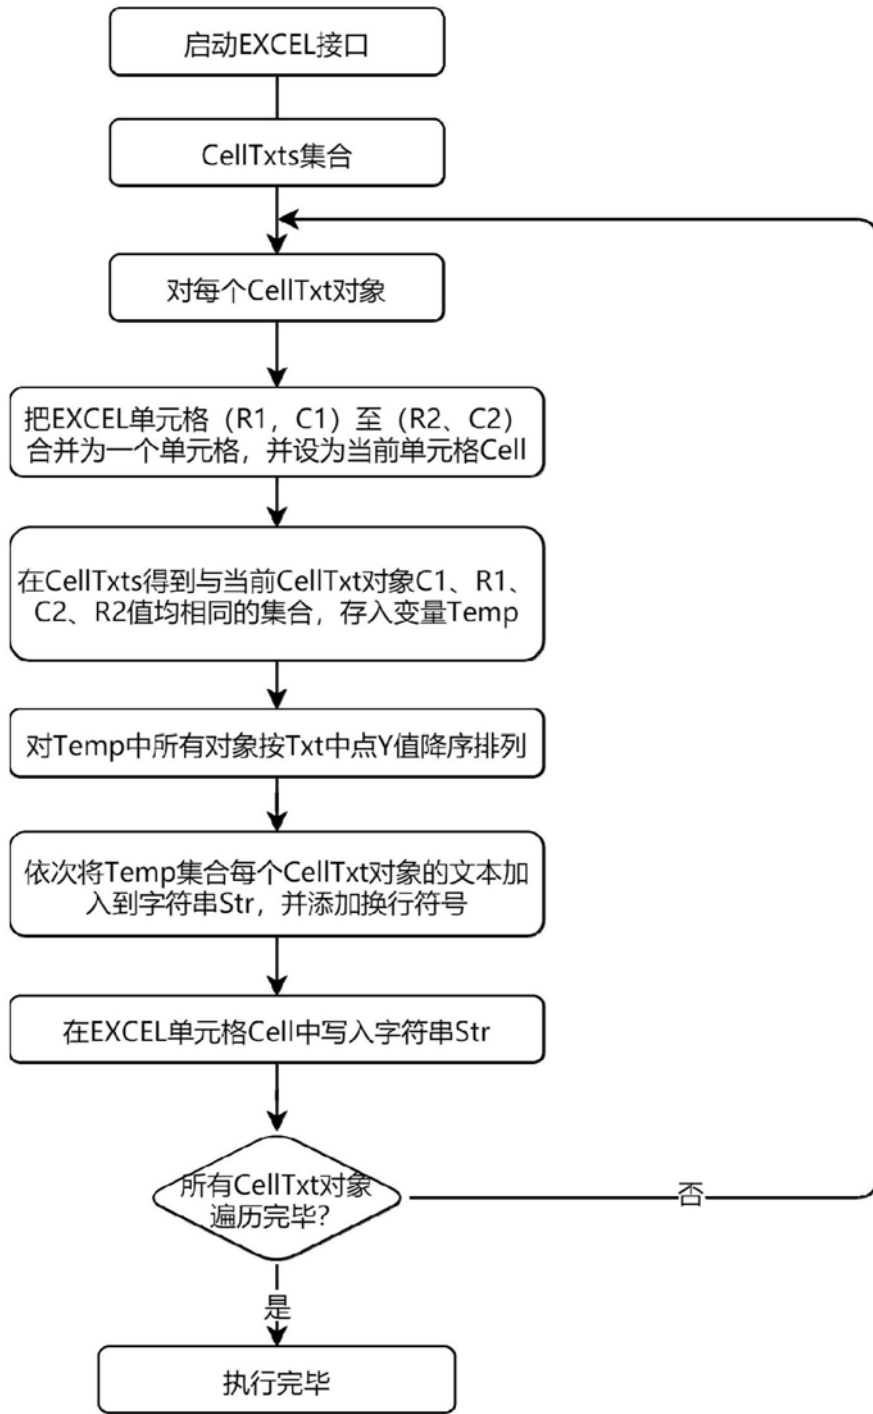 启动EXCEL接口
CellTxts集合
对每个CellTxt对象
把EXCEL单元格（R1，C1）至（R2、C2）
合并为一个单元格，并设为当前单元格Cell
在CellTxts得到与当前CellTxt对象C1、R1、
C2、R2值均相同的集合，存入变量Temp
对Temp中所有对象按Txt中点Y值降序排列
依次将Temp集合每个CellTxt对象的文本加
入到字符串Str，并添加换行符号
在EXCEL单元格Cell中写入字符串Str
所有CellTxt对象
遍历完毕？
否
是
执行完毕